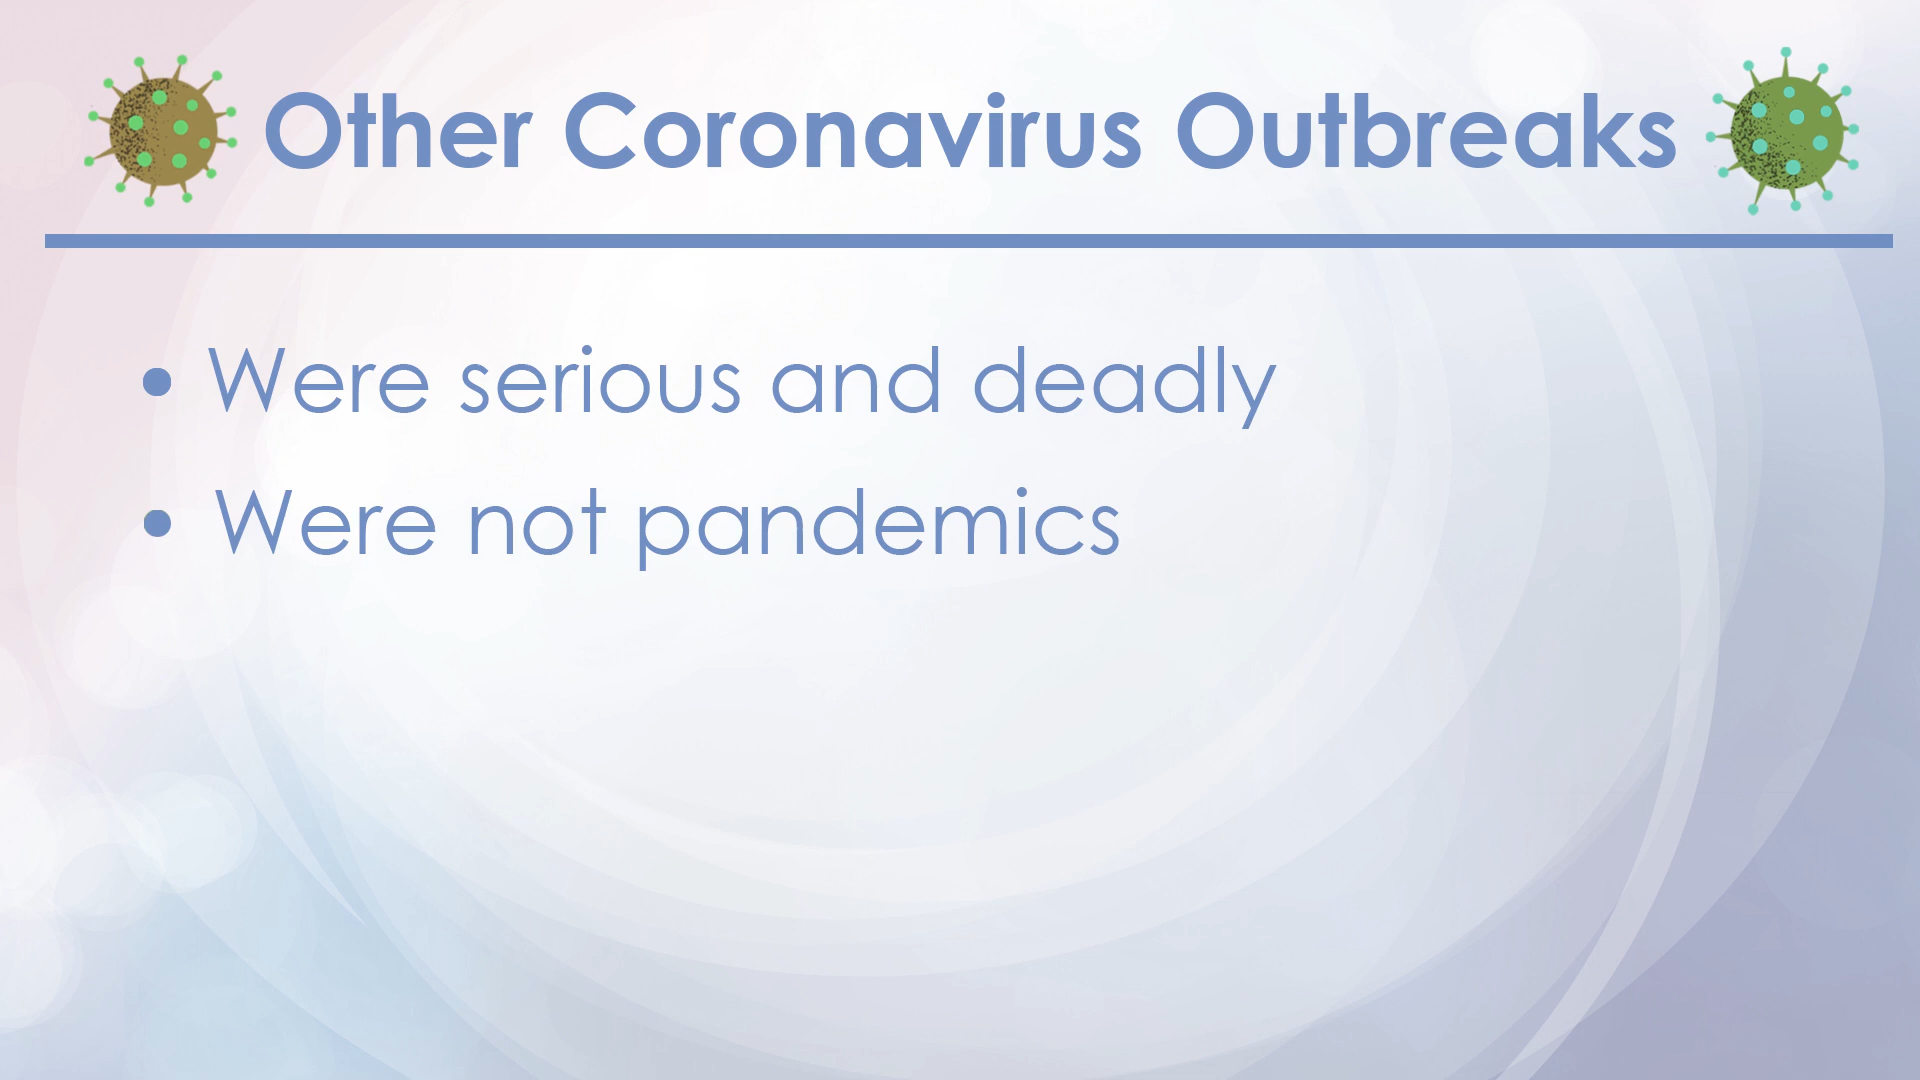 Other Coronavirus Outbreaks
• Were serious and deadly
• Were not pandemics